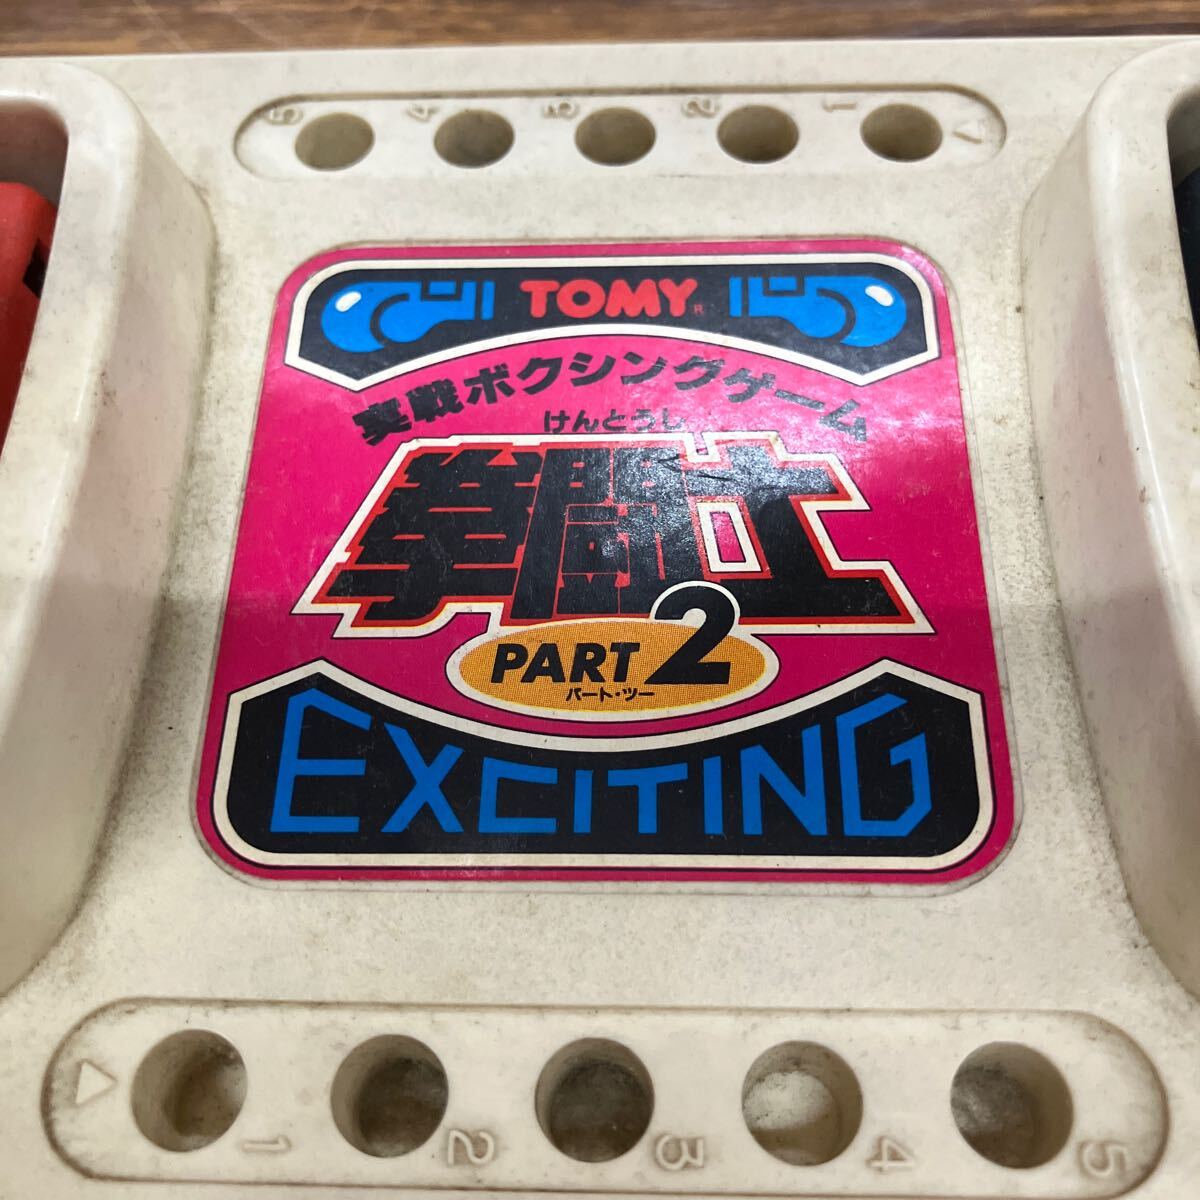 5 4 3 2 1
TOMY
R
実戦ボクシングゲーム
けんとうし
拳闘士
PART 2
パート・ツー
EXCITING
1 2 3 4 5